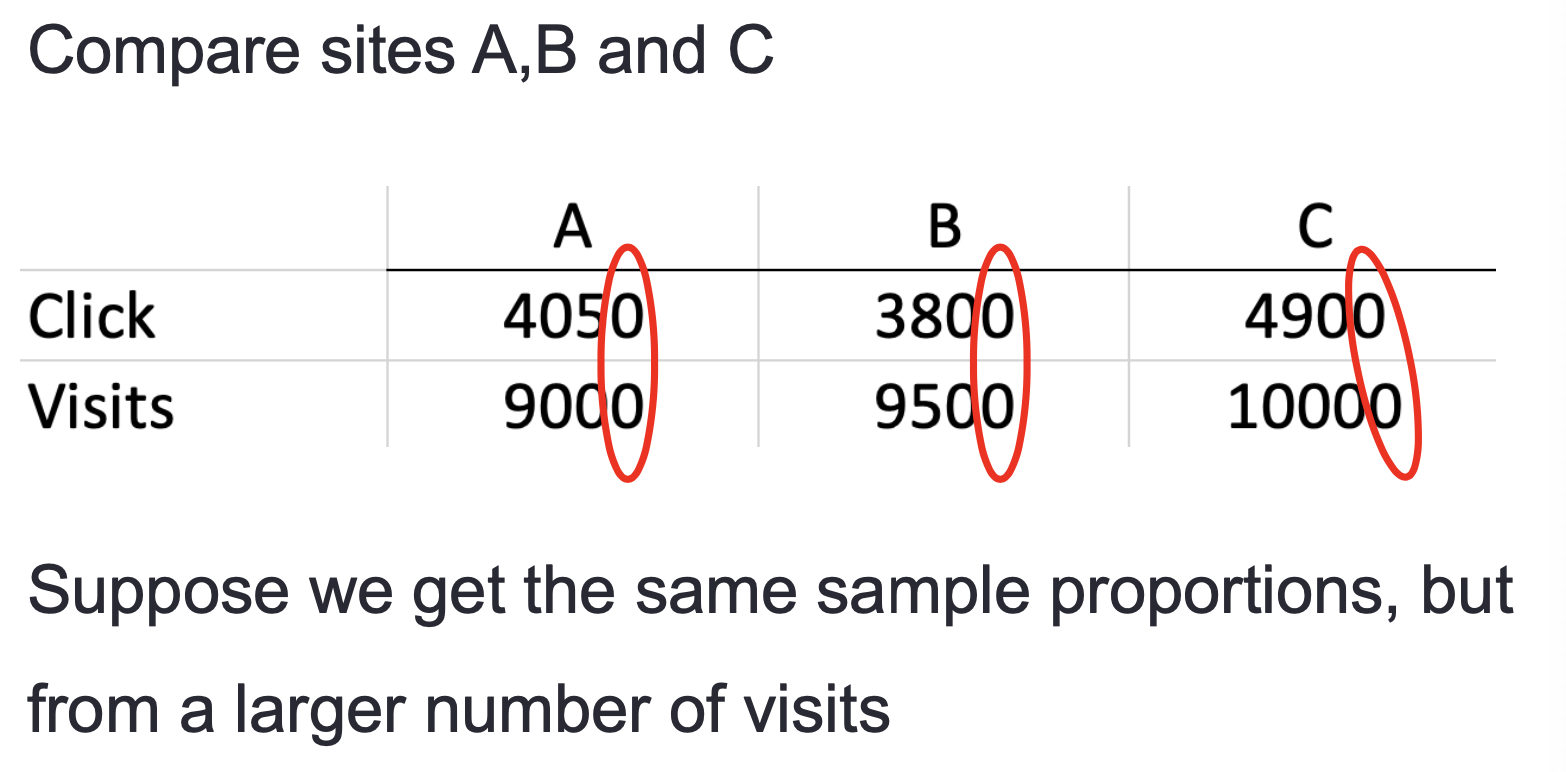 Compare sites A,B and C
A B C
Click 4050 3800 4900
Visits 9000 9500 10000
Suppose we get the same sample proportions, but
from a larger number of visits